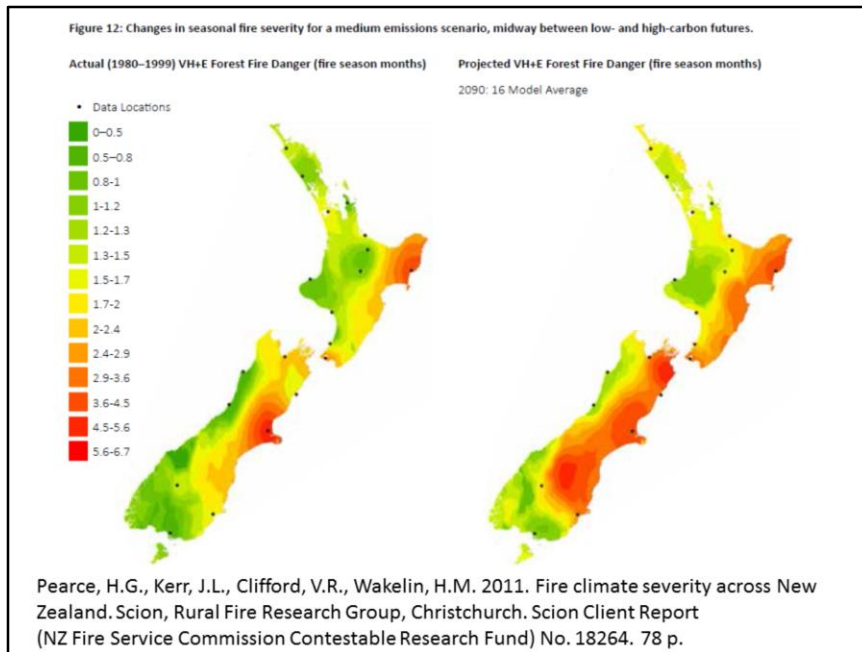 Figure 12: Changes in seasonal fire severity for a medium emissions scenario, midway between low- and high-carbon futures.
Actual (1980–1999) VH+E Forest Fire Danger (fire season months)
Projected VH+E Forest Fire Danger (fire season months)
2090: 16 Model Average
• Data Locations
0–0.5
0.5–0.8
0.8-1
1-1.2
1.2-1.3
1.3-1.5
1.5-1.7
1.7-2
2-2.4
2.4-2.9
2.9-3.6
3.6-4.5
4.5-5.6
5.6-6.7
Pearce, H.G., Kerr, J.L., Clifford, V.R., Wakelin, H.M. 2011. Fire climate severity across New
Zealand. Scion, Rural Fire Research Group, Christchurch. Scion Client Report
(NZ Fire Service Commission Contestable Research Fund) No. 18264. 78 p.